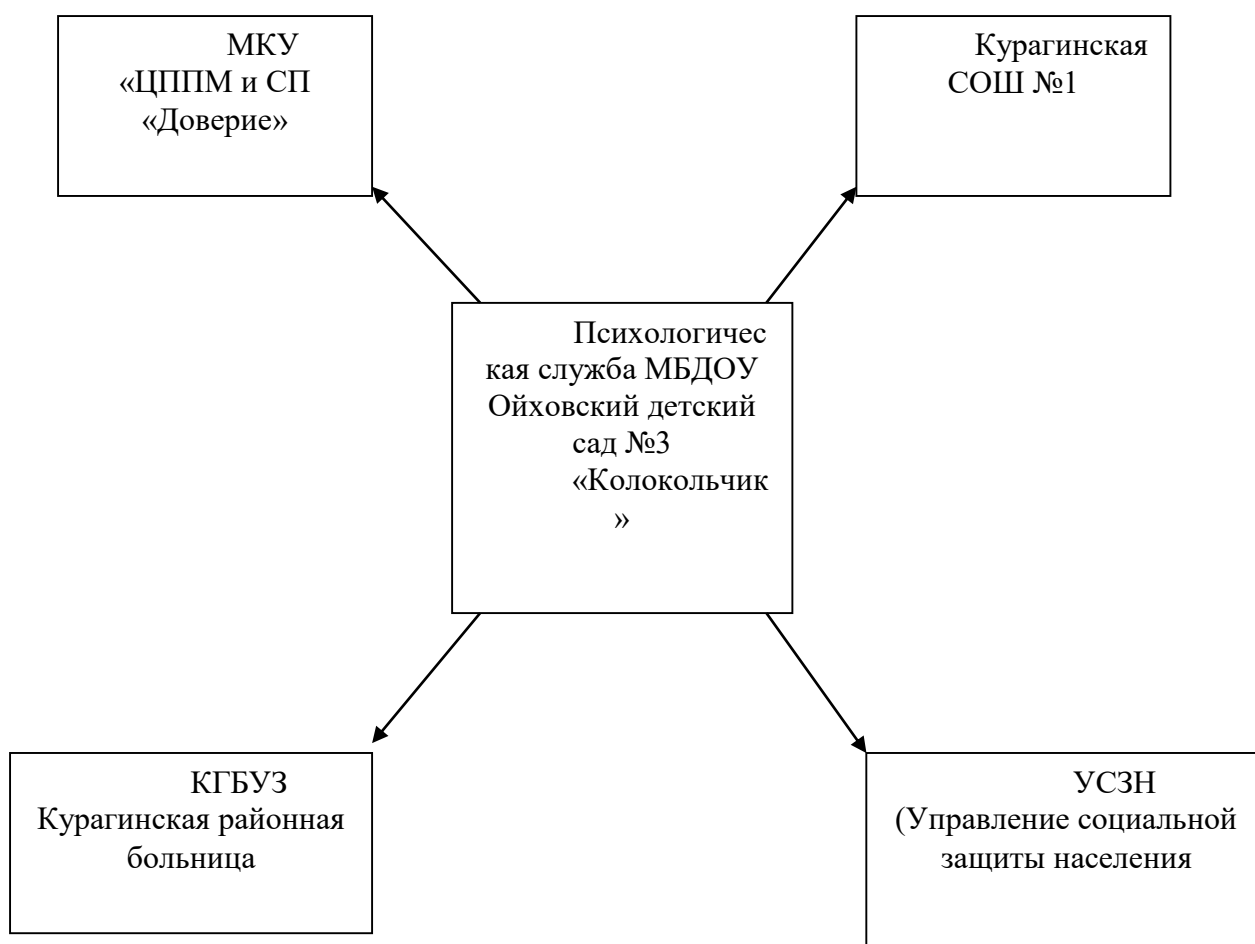 МКУ
«ЦППМ и СП
«Доверие»
Курагинская
СОШ №1
Психологичес
кая служба МБДОУ
Ойховский детский
сад №3
«Колокольчик
»
КГБУЗ
Курагинская районная
больница
УСЗН
(Управление социальной
защиты населения